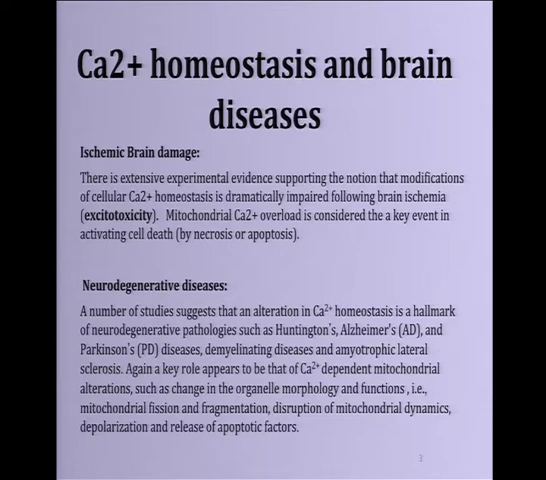 Ca2+ homeostasis and brain
diseases
Ischemic Brain damage:
There is extensive experimental evidence supporting the notion that modifications
of cellular Ca2+ homeostasis is dramatically impaired following brain ischemia
(excitotoxicity). Mitochondrial Ca2+ overload is considered the a key event in
activating cell death (by necrosis or apoptosis).
Neurodegenerative diseases:
A number of studies suggests that an alteration in Ca²⁺ homeostasis is a hallmark
of neurodegenerative pathologies such as Huntington's, Alzheimer's (AD), and
Parkinson's (PD) diseases, demyelinating diseases and amyotrophic lateral
sclerosis. Again a key role appears to be that of Ca²⁺ dependent mitochondrial
alterations, such as change in the organelle morphology and functions , i.e.,
mitochondrial fission and fragmentation, disruption of mitochondrial dynamics,
depolarization and release of apoptotic factors.
3